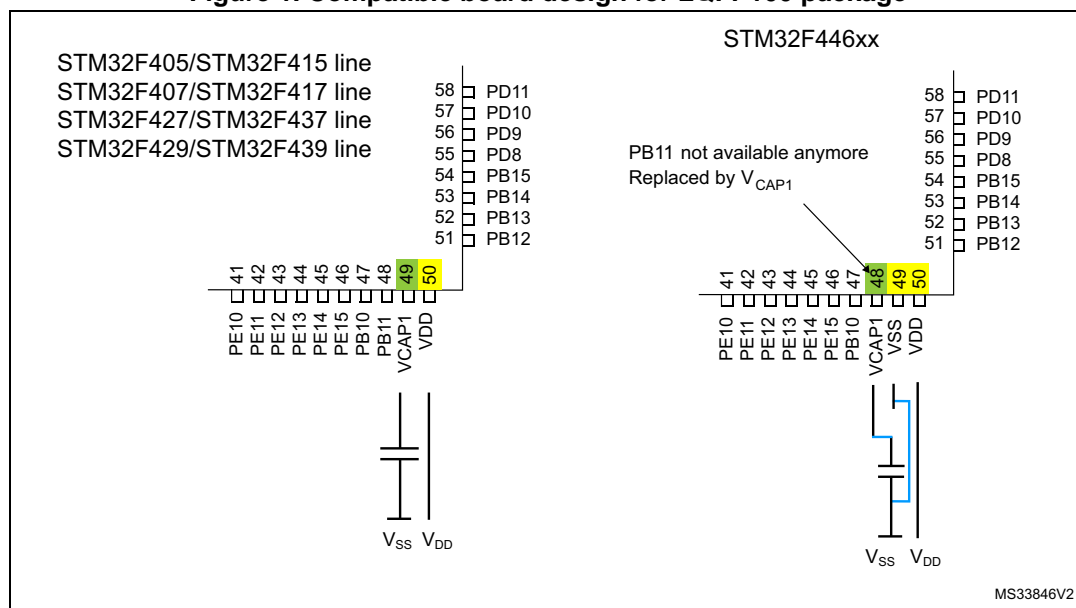 Figure 1. Compatible board design for LQFP100 package
STM32F405/STM32F415 line
STM32F407/STM32F417 line
STM32F427/STM32F437 line
STM32F429/STM32F439 line
58 PD11
57 PD10
56 PD9
55 PD8
54 PB15
53 PB14
52 PB13
51 PB12
41 42 43 44 45 46 47 48 49 50
PE10 PE11 PE12 PE13 PE14 PE15 PB10 PB11 VCAP1 VDD
VSS VDD
STM32F446xx
PB11 not available anymore
Replaced by VCAP1
58 PD11
57 PD10
56 PD9
55 PD8
54 PB15
53 PB14
52 PB13
51 PB12
41 42 43 44 45 46 47 48 49 50
PE10 PE11 PE12 PE13 PE14 PE15 PB10 VCAP1 VSS VDD
VSS VDD
MS33846V2